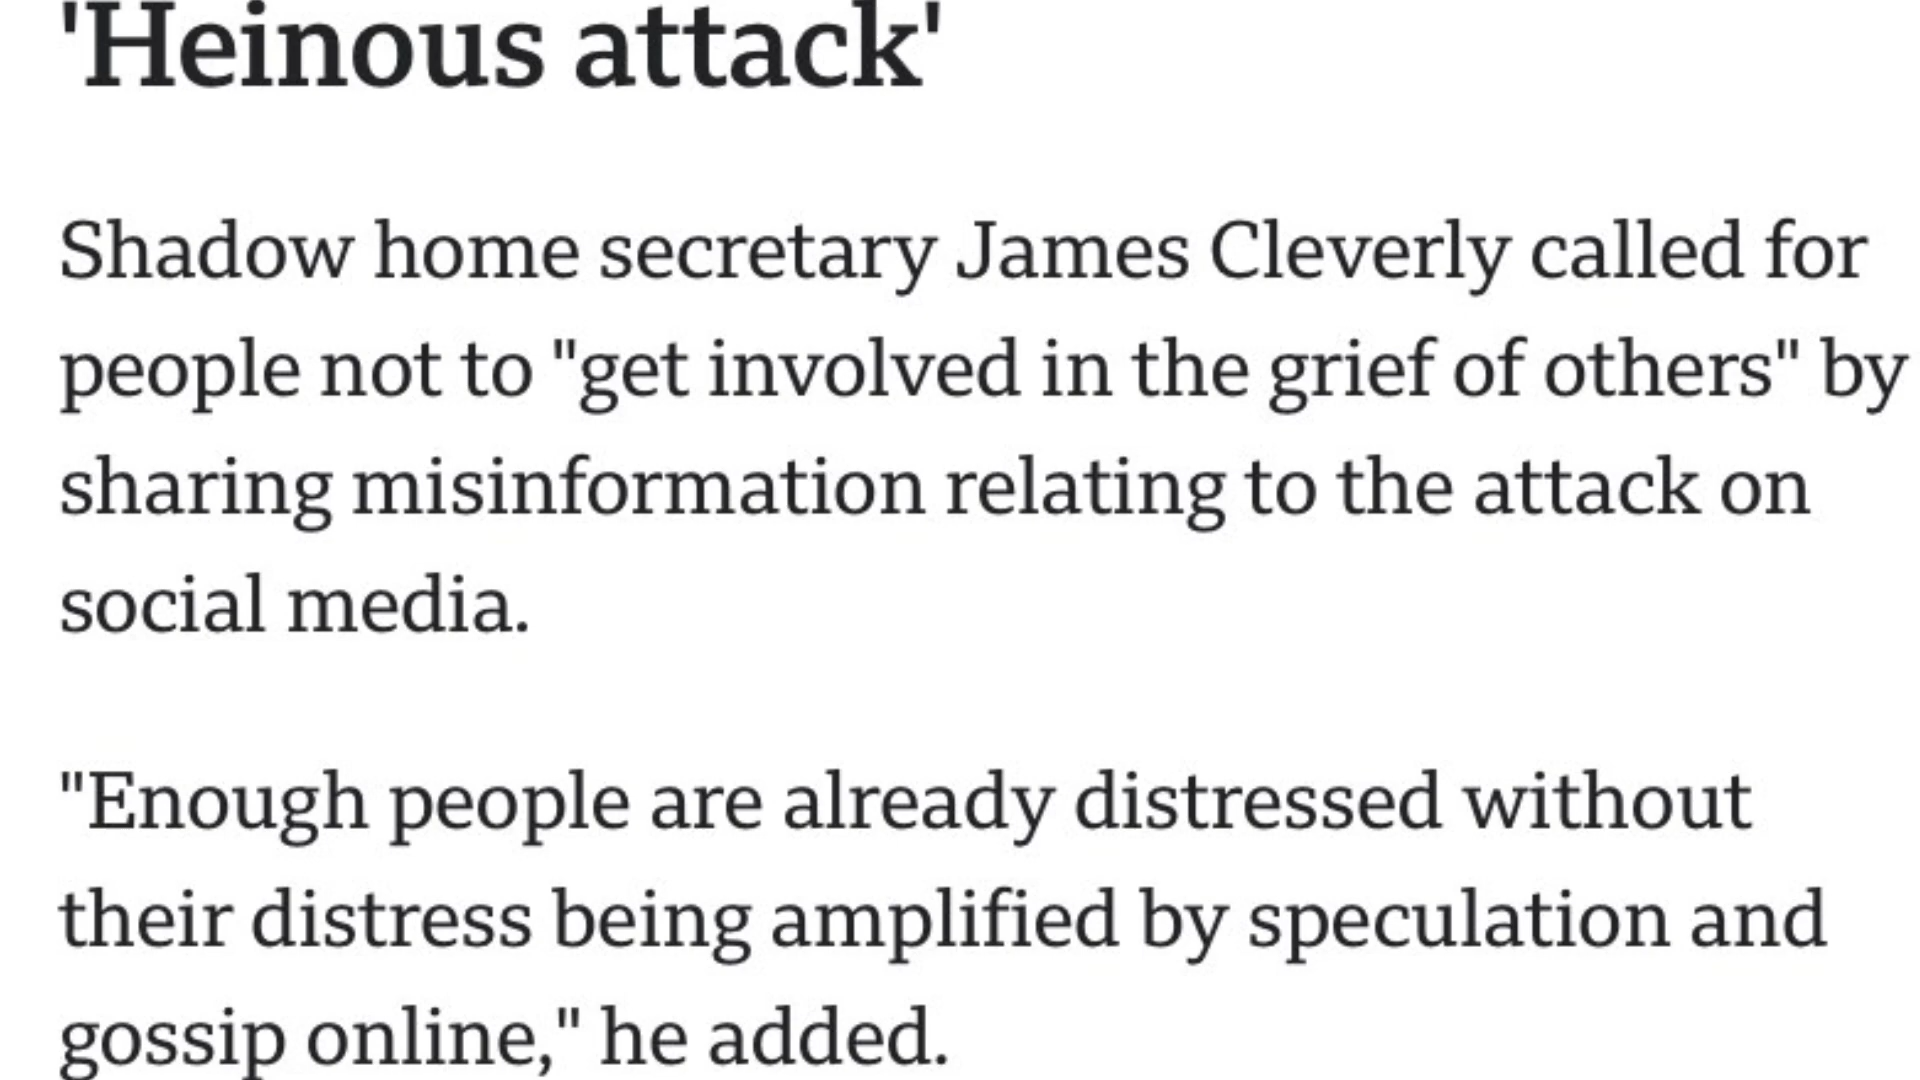 'Heinous attack'
Shadow home secretary James Cleverly called for
people not to "get involved in the grief of others" by
sharing misinformation relating to the attack on
social media.
"Enough people are already distressed without
their distress being amplified by speculation and
gossip online," he added.